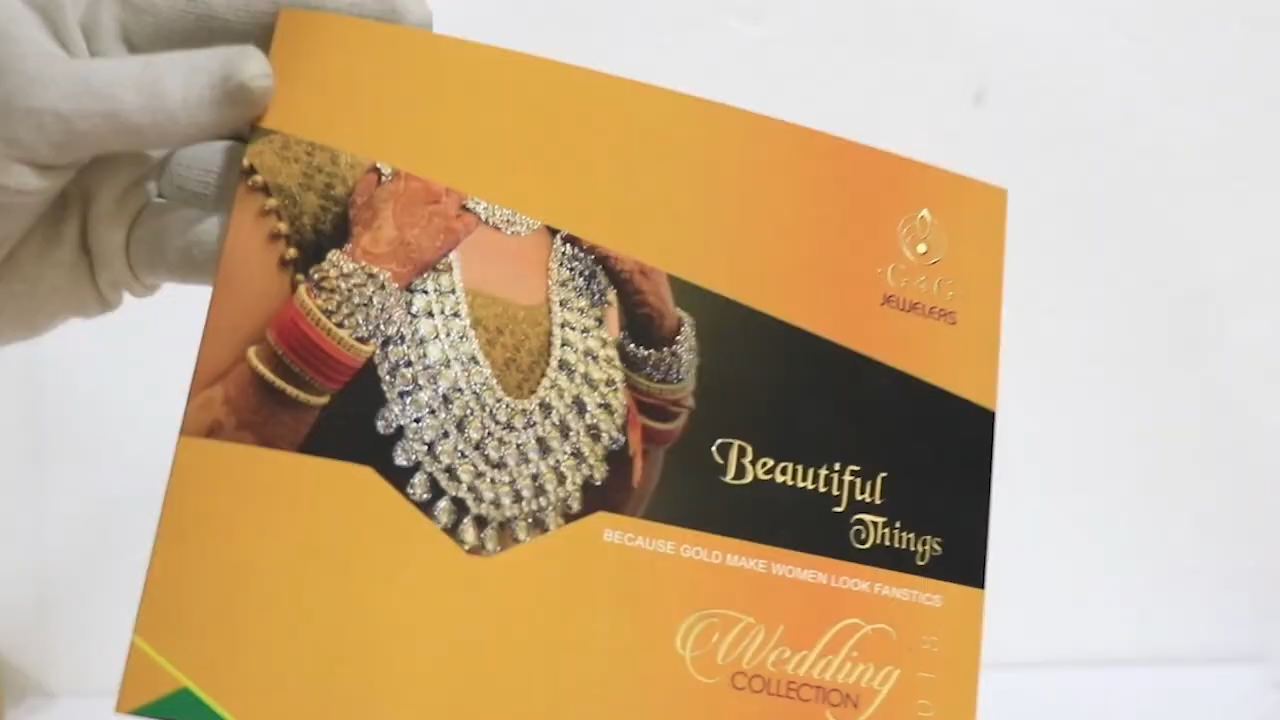 JEWELERS
Beautiful
Things
BECAUSE GOLD MAKE WOMEN LOOK FANSTICS
Wedding
COLLECTION